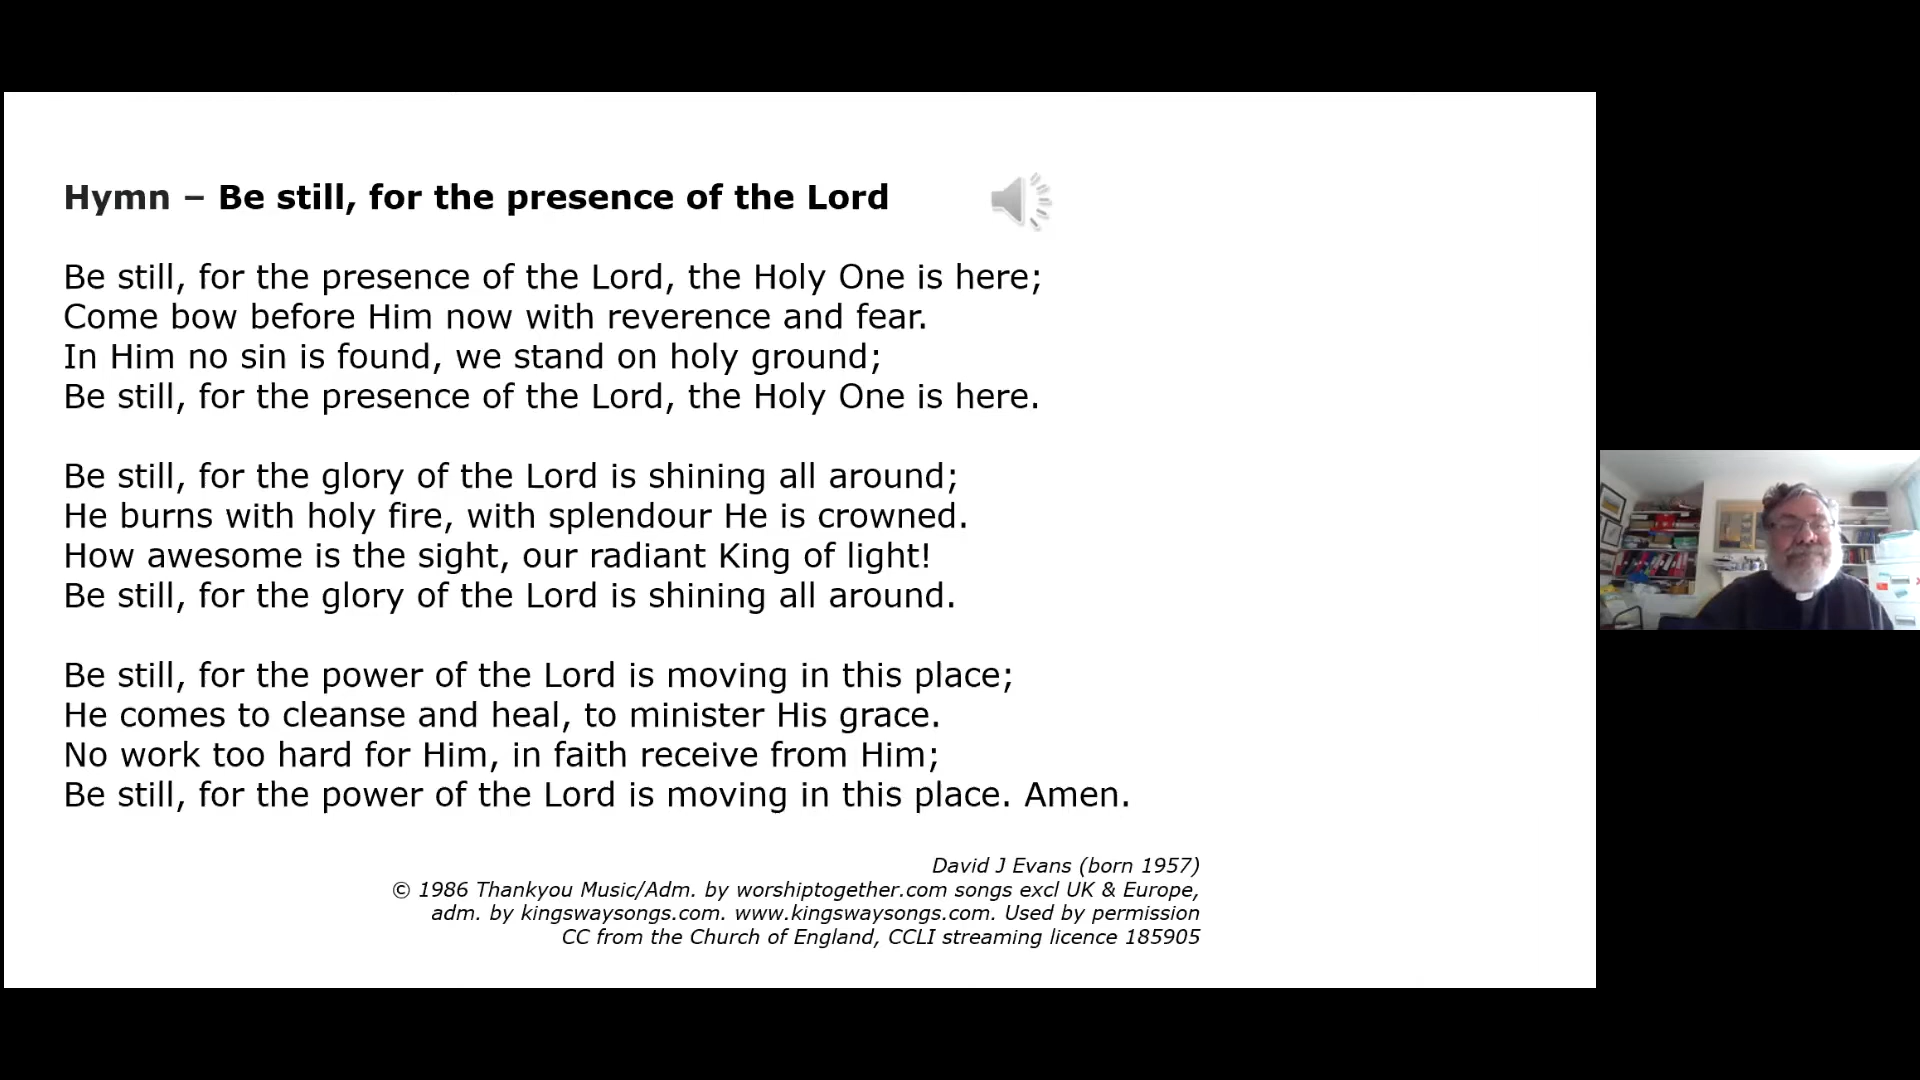 Hymn – Be still, for the presence of the Lord
Be still, for the presence of the Lord, the Holy One is here;
Come bow before Him now with reverence and fear.
In Him no sin is found, we stand on holy ground;
Be still, for the presence of the Lord, the Holy One is here.
Be still, for the glory of the Lord is shining all around;
He burns with holy fire, with splendour He is crowned.
How awesome is the sight, our radiant King of light!
Be still, for the glory of the Lord is shining all around.
Be still, for the power of the Lord is moving in this place;
He comes to cleanse and heal, to minister His grace.
No work too hard for Him, in faith receive from Him;
Be still, for the power of the Lord is moving in this place. Amen.
David J Evans (born 1957)
© 1986 Thankyou Music/Adm. by worshiptogether.com songs excl UK & Europe,
adm. by kingswaysongs.com. www.kingswaysongs.com. Used by permission
CC from the Church of England, CCLI streaming licence 185905